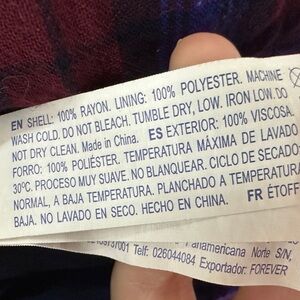 EN SHELL: 100% RAYON. LINING: 100% POLYESTER. MACHINE
WASH COLD. DO NOT BLEACH. TUMBLE DRY, LOW. IRON LOW.DO
NOT DRY CLEAN. Made in China. ES EXTERIOR: 100% VISCOSA.
FORRO: 100% POLIÉSTER. TEMPERATURA MÁXIMA DE LAVADO
30ºC. PROCESO MUY SUAVE. NO BLANQUEAR. CICLO DE SECADO
NORMAL, A BAJA TEMPERATURA. PLANCHADO A TEMPERATURA
BAJA. NO LAVADO EN SECO. HECHO EN CHINA. FR ÉTOFF
Panamericana Norte S/N,
Telf: 026044084 Exportador: FOREVER